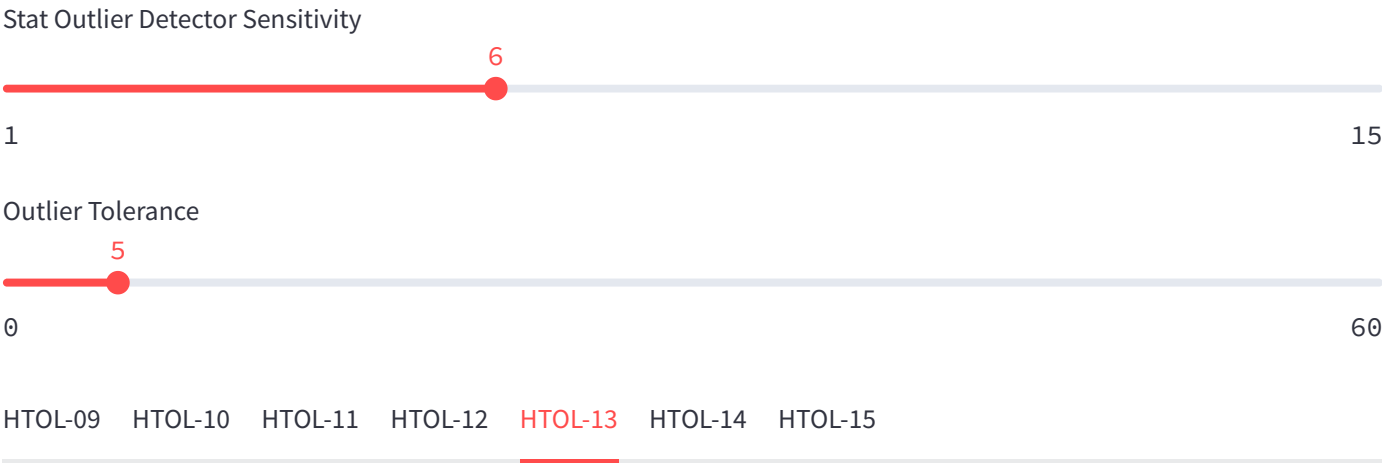 Stat Outlier Detector Sensitivity
6
1 15
Outlier Tolerance
5
0 60
HTOL-09 HTOL-10 HTOL-11 HTOL-12 HTOL-13 HTOL-14 HTOL-15